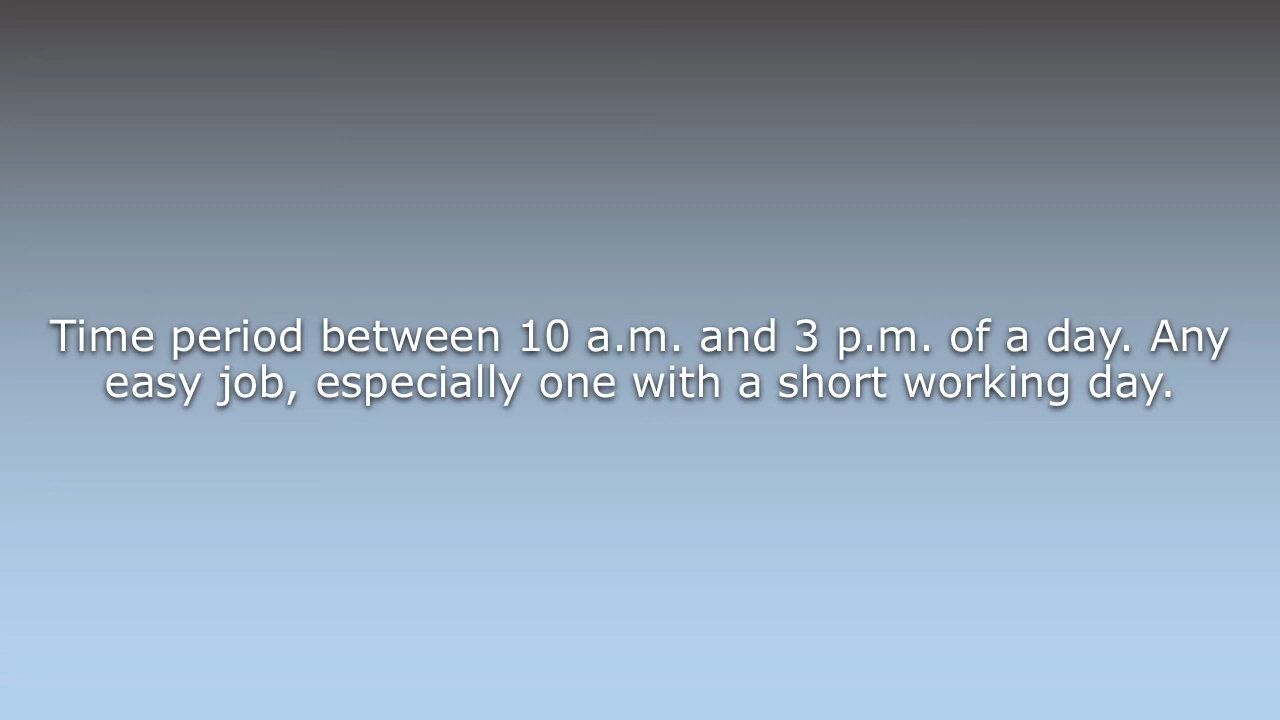 Time period between 10 a.m. and 3 p.m. of a day. Any
easy job, especially one with a short working day.